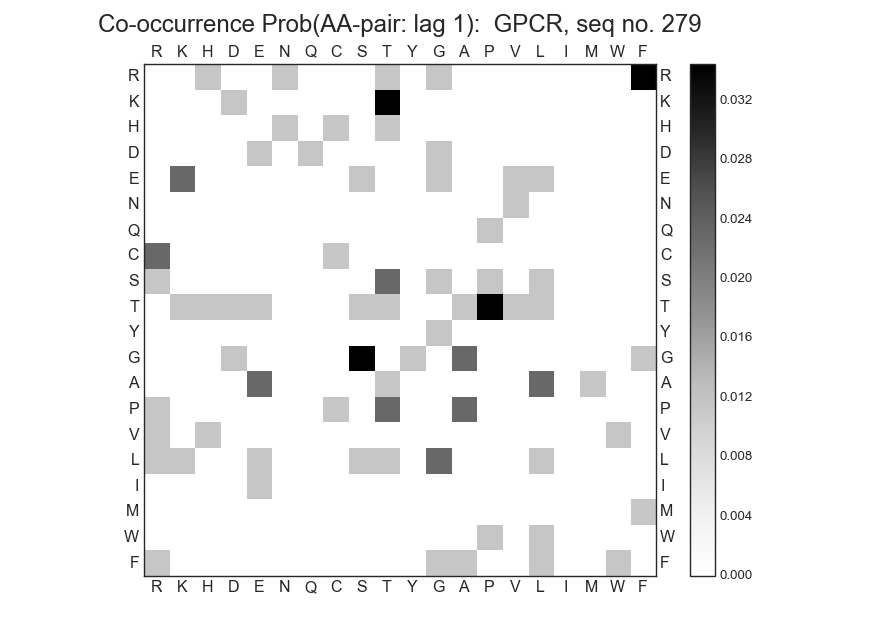 Co-occurrence Prob(AA-pair: lag 1):  GPCR, seq no. 279
R K H D E N Q C S T Y G A P V L I M W F
R R
K K
H H
D D
E E
N N
Q Q
C C
S S
T T
Y Y
G G
A A
P P
V V
L L
I I
M M
W W
F F
R K H D E N Q C S T Y G A P V L I M W F
0.032
0.028
0.024
0.020
0.016
0.012
0.008
0.004
0.000